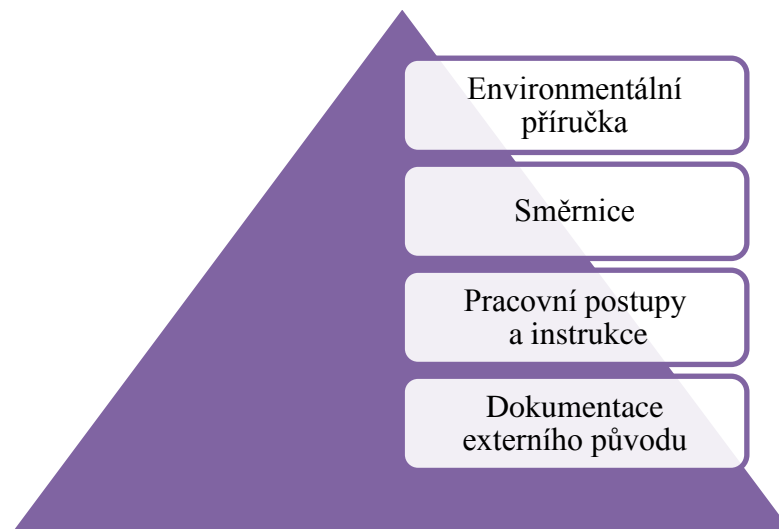 Environmentální
příručka
Směrnice
Pracovní postupy
a instrukce
Dokumentace
externího původu